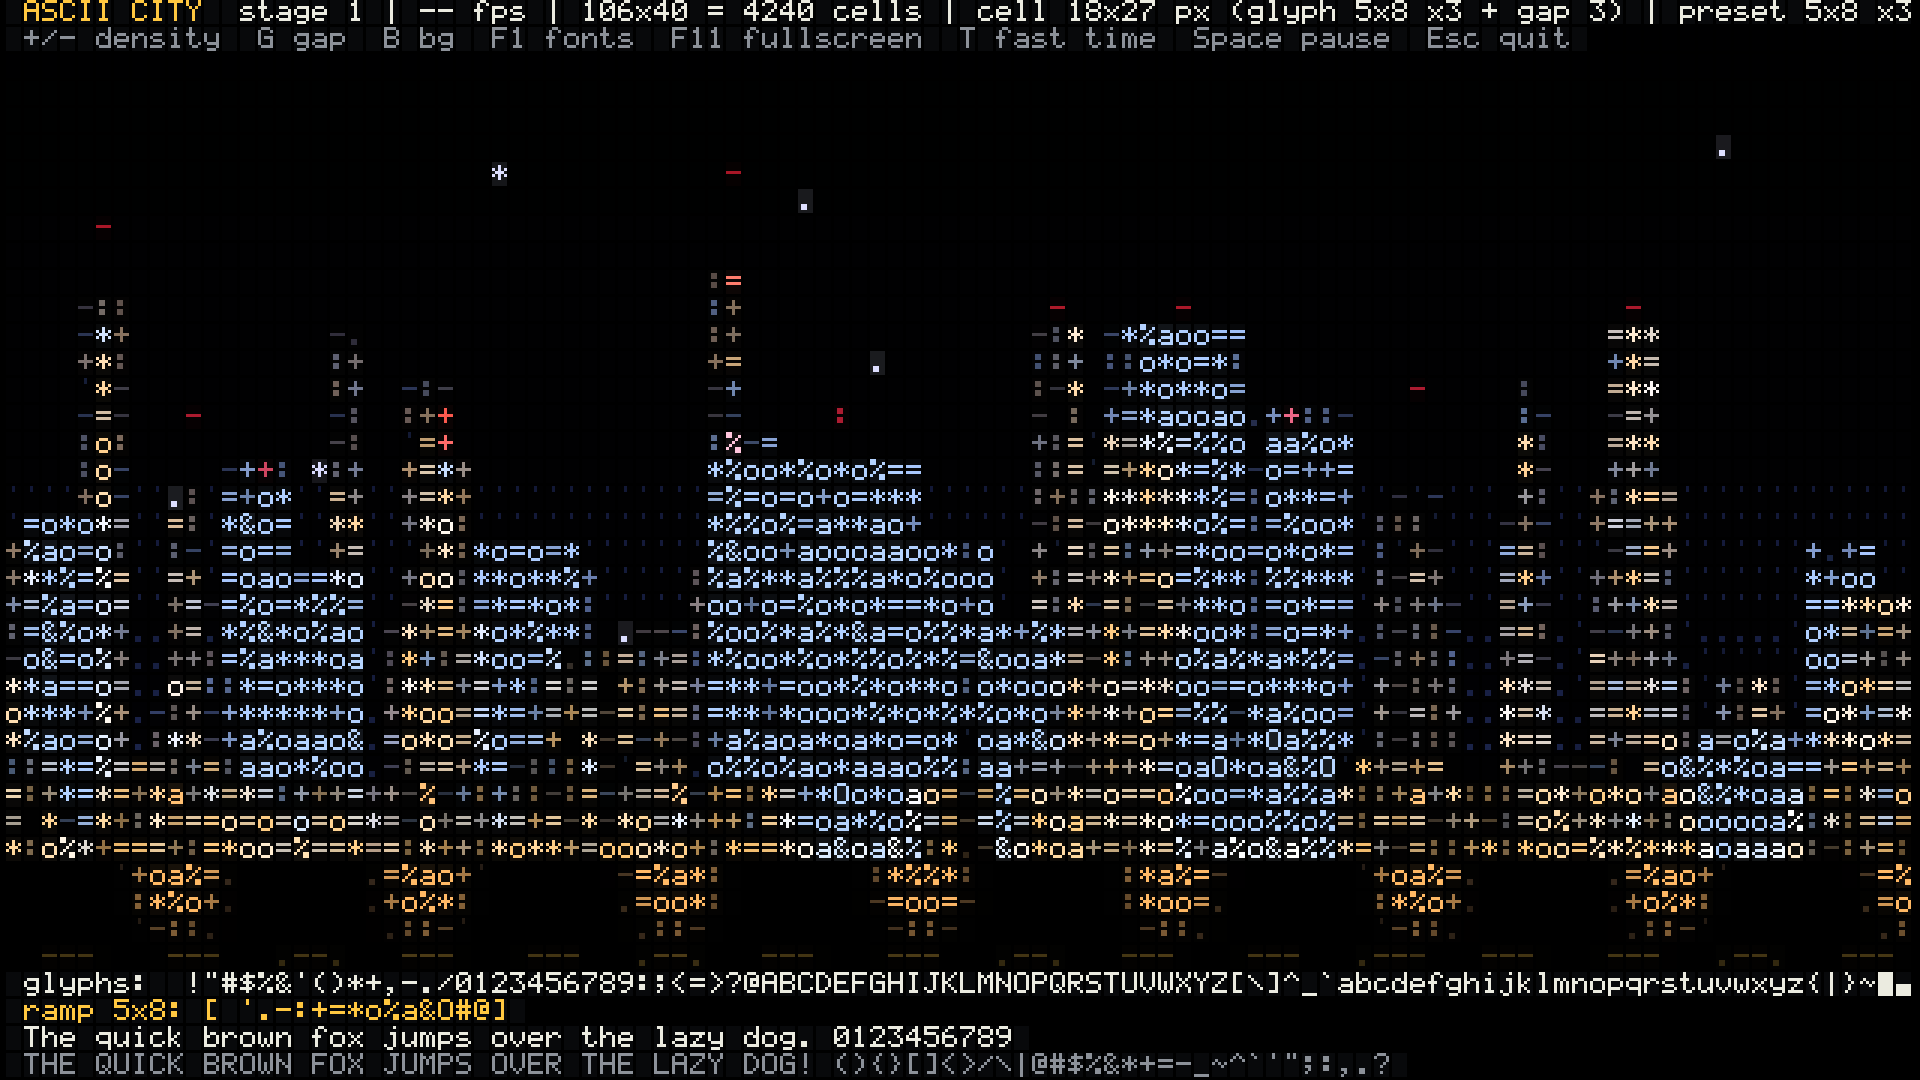 ASCII CITY stage 1 | -- fps | 106x40 = 4240 cells | cell 18x27 px (glyph 5x8 x3 + gap 3) | preset 5x8 x3
+/- density G gap B bg F1 fonts F11 fullscreen T fast time Space pause Esc quit
glyphs: !"#$%&'()*+,-./0123456789:;<=>?@ABCDEFGHIJKLMNOPQRSTUVWXYZ[\]^_`abcdefghijklmnopqrstuvwxyz{|}~
ramp 5x8: [ '.-:+=*o%a&O#@]
The quick brown fox jumps over the lazy dog. 0123456789
THE QUICK BROWN FOX JUMPS OVER THE LAZY DOG! (){}[]<>/\|@#$%&*+=-_~^`'";:,.?